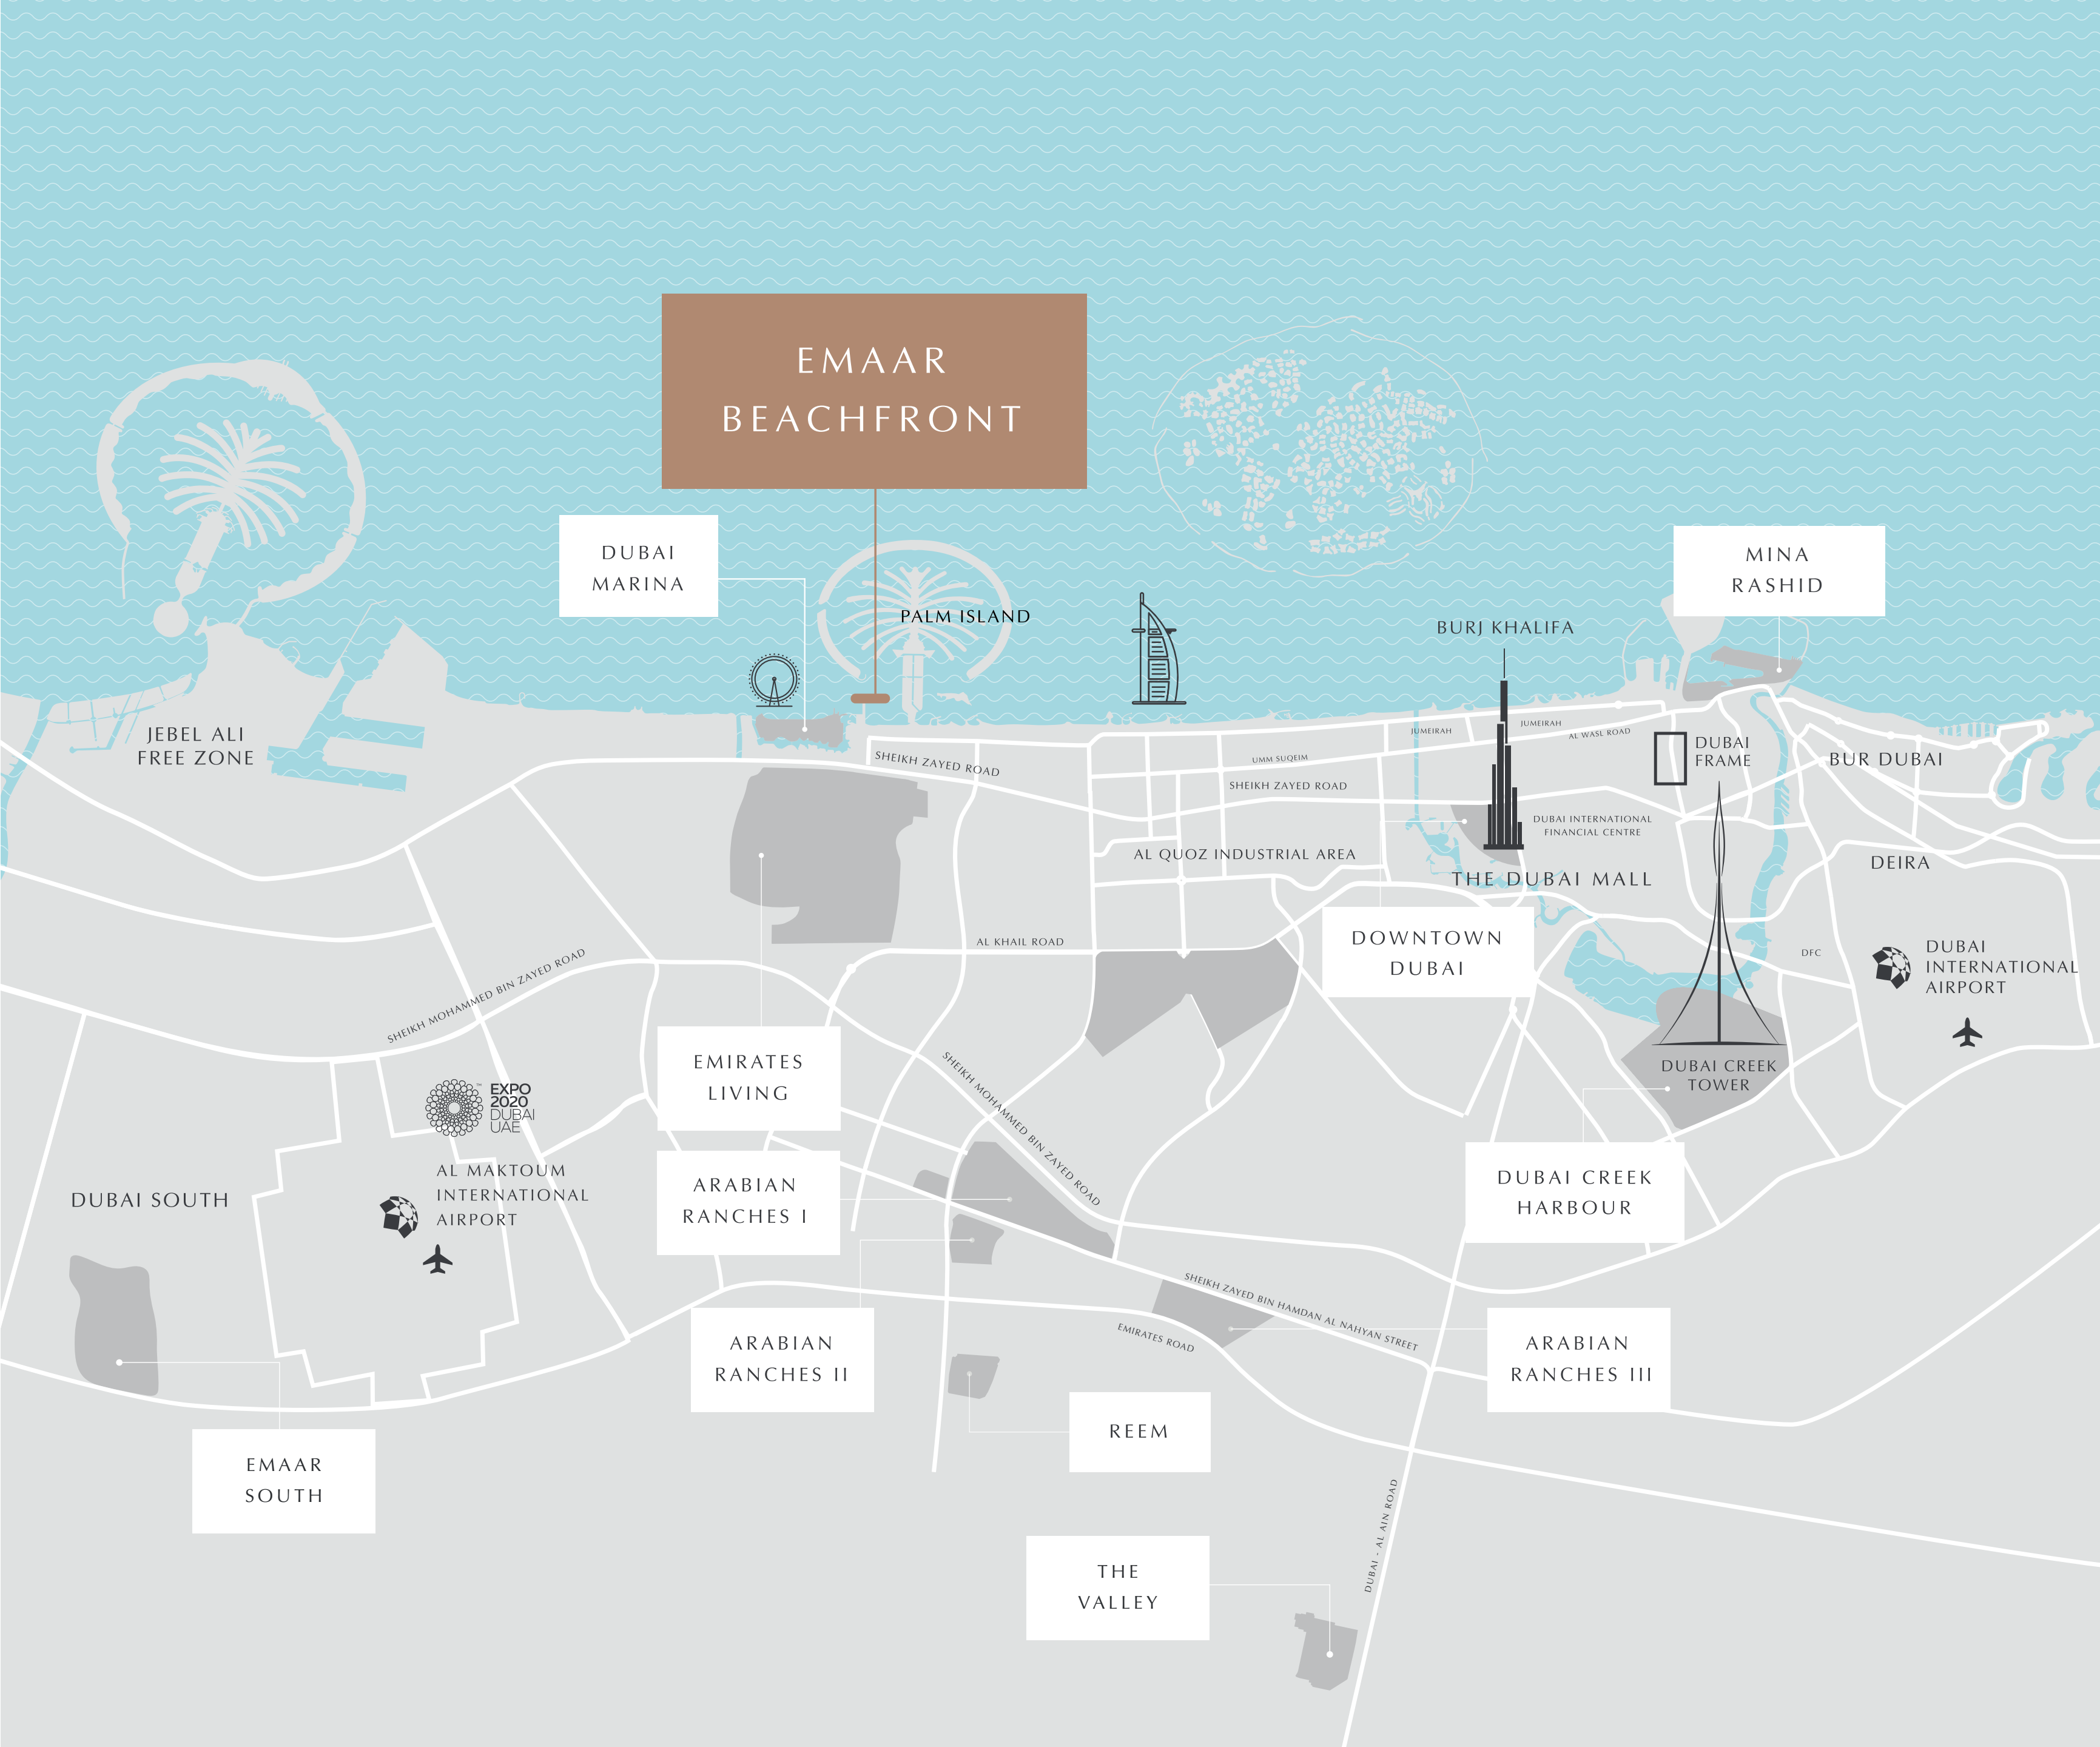 EMAAR
BEACHFRONT
DUBAI
MARINA
MINA
RASHID
PALM ISLAND
BURJ KHALIFA
JEBEL ALI
FREE ZONE
SHEIKH ZAYED ROAD
UMM SUQEIM
SHEIKH ZAYED ROAD
JUMEIRAH
JUMEIRAH
AL WASL ROAD
DUBAI
FRAME
BUR DUBAI
DUBAI INTERNATIONAL
FINANCIAL CENTRE
AL QUOZ INDUSTRIAL AREA
THE DUBAI MALL
DEIRA
DOWNTOWN
DUBAI
AL KHAIL ROAD
DFC
DUBAI
INTERNATIONAL
AIRPORT
SHEIKH MOHAMMED BIN ZAYED ROAD
EMIRATES
LIVING
SHEIKH MOHAMMED BIN ZAYED ROAD
DUBAI CREEK
TOWER
EXPO
2020
DUBAI
UAE
™
AL MAKTOUM
INTERNATIONAL
AIRPORT
DUBAI SOUTH
ARABIAN
RANCHES I
DUBAI CREEK
HARBOUR
SHEIKH ZAYED BIN HAMDAN AL NAHYAN STREET
EMIRATES ROAD
ARABIAN
RANCHES II
ARABIAN
RANCHES III
REEM
EMAAR
SOUTH
DUBAI - AL AIN ROAD
THE
VALLEY